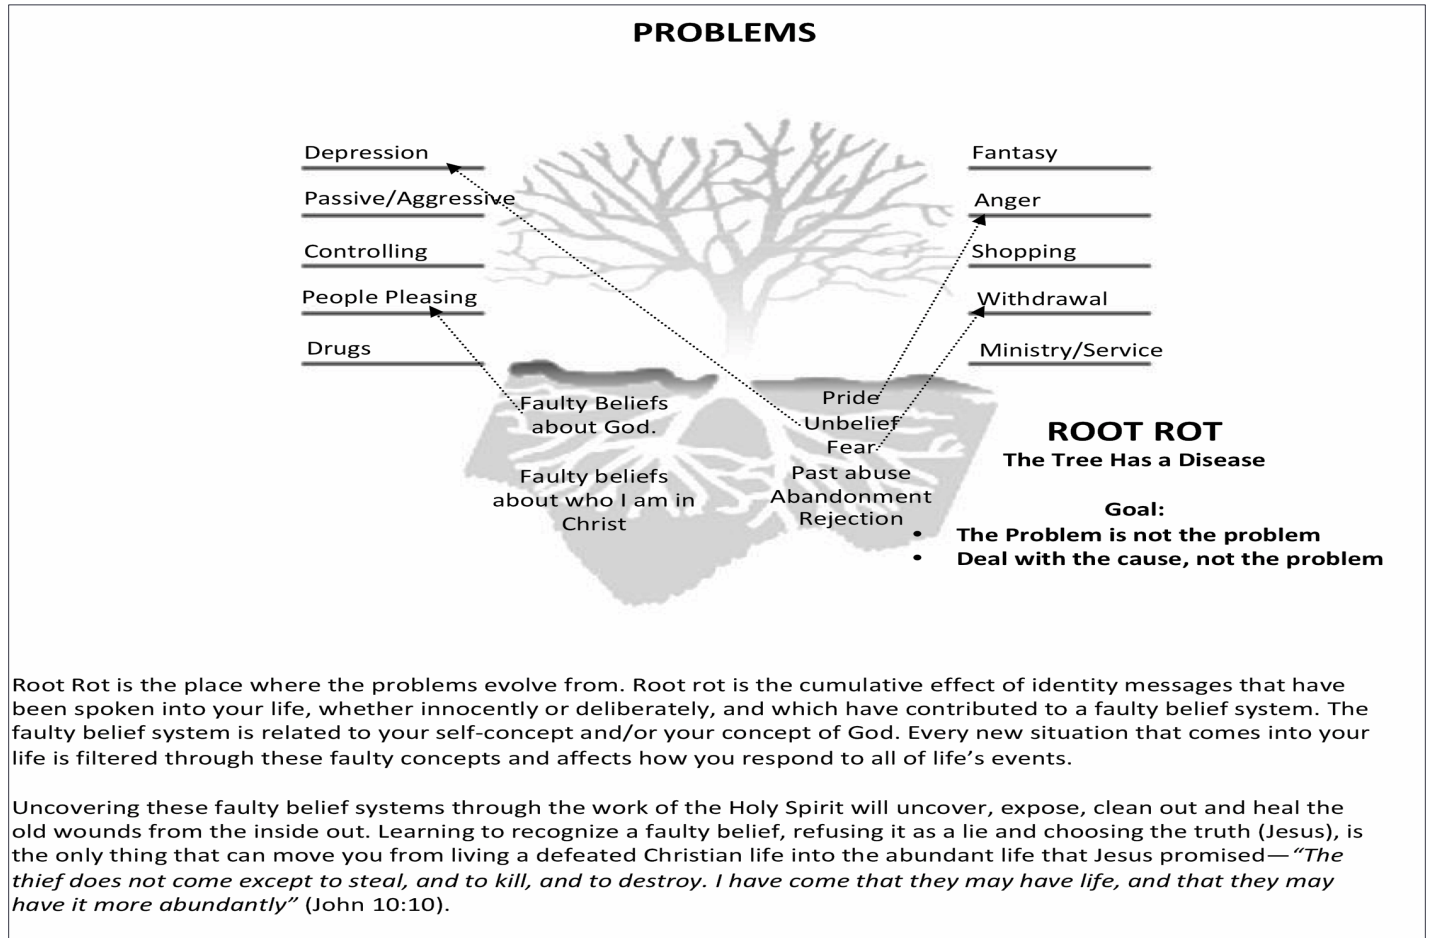 PROBLEMS
Depression
Passive/Aggressive
Controlling
People Pleasing
Drugs
Fantasy
Anger
Shopping
Withdrawal
Ministry/Service
Faulty Beliefs
about God.
Faulty beliefs
about who I am in
Christ
Pride
Unbelief
Fear
Past abuse
Abandonment
Rejection
ROOT ROT
The Tree Has a Disease
Goal:
• The Problem is not the problem
• Deal with the cause, not the problem
Root Rot is the place where the problems evolve from. Root rot is the cumulative effect of identity messages that have
been spoken into your life, whether innocently or deliberately, and which have contributed to a faulty belief system. The
faulty belief system is related to your self-concept and/or your concept of God. Every new situation that comes into your
life is filtered through these faulty concepts and affects how you respond to all of life’s events.
Uncovering these faulty belief systems through the work of the Holy Spirit will uncover, expose, clean out and heal the
old wounds from the inside out. Learning to recognize a faulty belief, refusing it as a lie and choosing the truth (Jesus), is
the only thing that can move you from living a defeated Christian life into the abundant life that Jesus promised—“The
thief does not come except to steal, and to kill, and to destroy. I have come that they may have life, and that they may
have it more abundantly” (John 10:10).